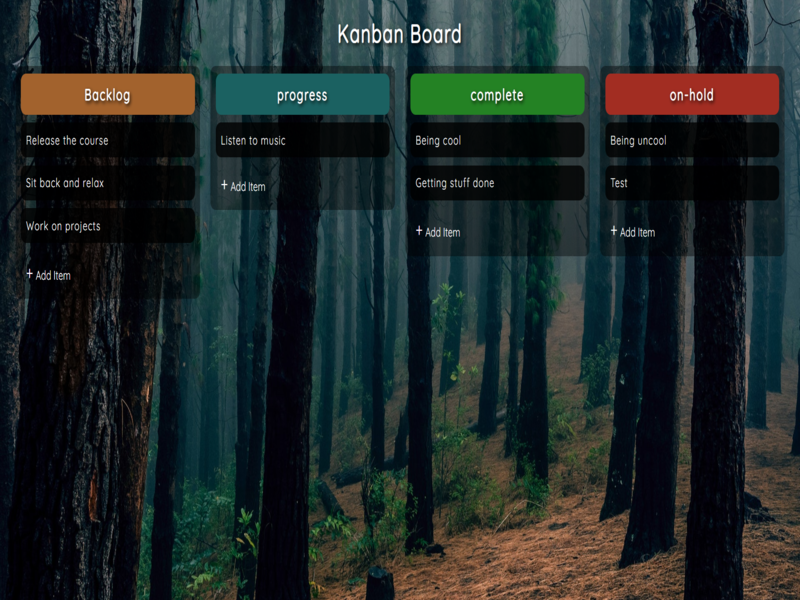 Kanban Board
Backlog
Release the course
Sit back and relax
Work on projects
+ Add Item
progress
Listen to music
+ Add Item
complete
Being cool
Getting stuff done
+ Add Item
on-hold
Being uncool
Test
+ Add Item